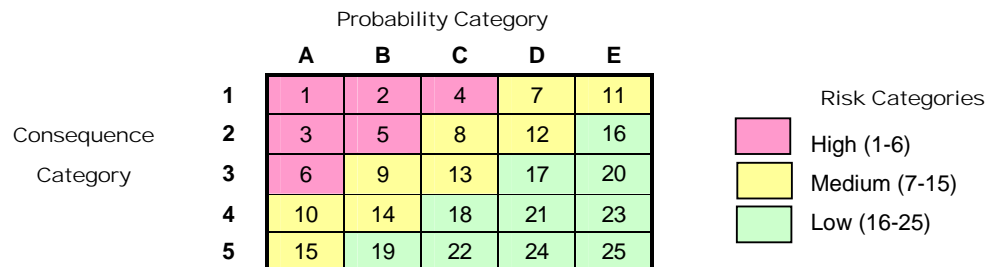 Probability Category
A B C D E
1 1 2 4 7 11
Risk Categories
Consequence
2 3 5 8 12 16
High (1-6)
Category
3 6 9 13 17 20
Medium (7-15)
4 10 14 18 21 23
Low (16-25)
5 15 19 22 24 25